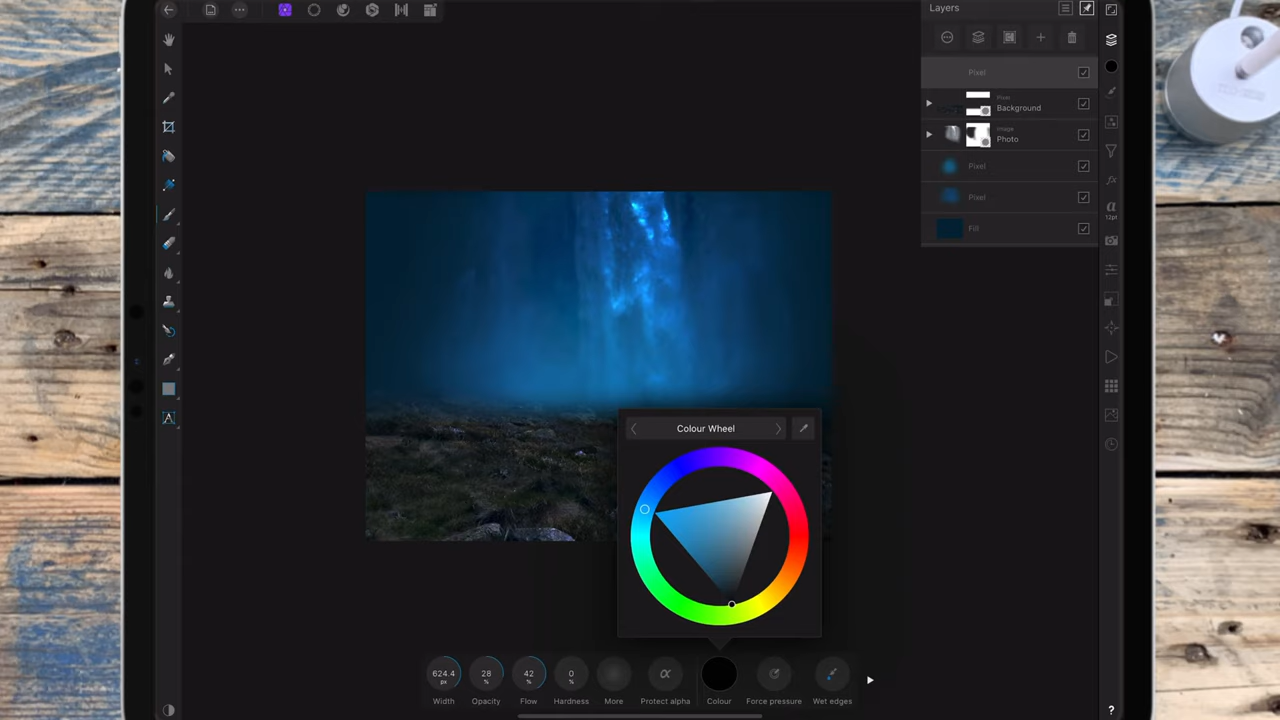 Layers
Pixel
Pixel
Background
Image
Photo
Pixel
Pixel
Fill
12pt
Colour Wheel
624.4
px
28
%
42
%
0
%
Width
Opacity
Flow
Hardness
More
Protect alpha
Colour
Force pressure
Wet edges
?